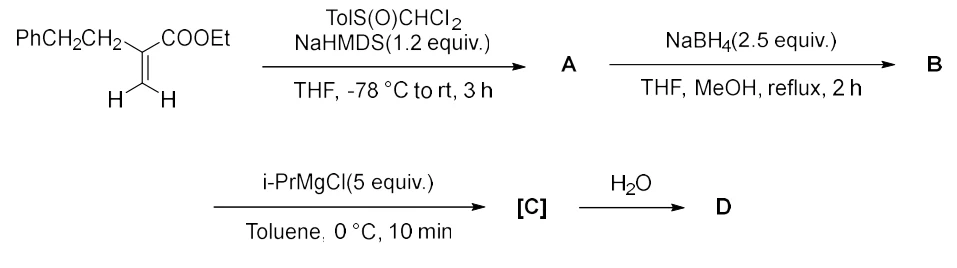 TolS(O)CHCl2
NaHMDS(1.2 equiv.)
THF, -78 °C to rt, 3 h
PhCH2CH2
COOEt
H H
A
NaBH4(2.5 equiv.)
THF, MeOH, reflux, 2 h
B
i-PrMgCl(5 equiv.)
Toluene, 0 °C, 10 min
[C]
H2O
D